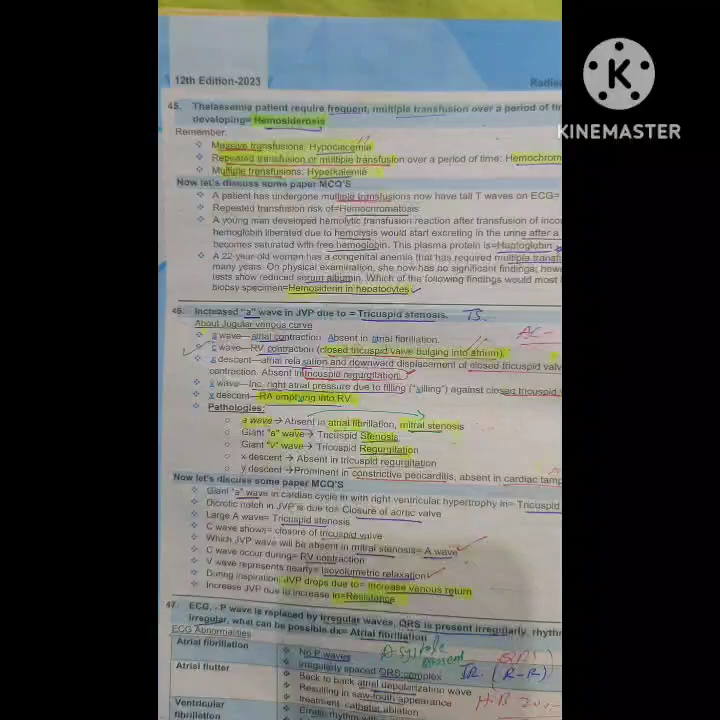 12th Edition-2023
Radia
K
KINEMASTER
45. Thalassemia patient require frequent, multiple transfusion over a period of ti
developing= Hemosiderosis
Remember:
Massive transfusions: Hypocalcemia
Repeated transfusion or multiple transfusion over a period of time: Hemochrom
Multiple transfusions: Hyperkalemia
Now let's discuss some paper MCQ'S
A patient has undergone multiple transfusions now have tall T waves on ECG=
Repeated transfusion risk of=Hemochromatosis
A young man developed hemolytic transfusion reaction after transfusion of inco
hemoglobin liberated due to hemolysis would start excreting in the urine after a
becomes saturated with free hemoglobin. This plasma protein is=Haptoglobin
A 22-year-old woman has a congenital anemia that has required multiple transf
many years. On physical examination, she now has no significant findings; howe
tests show reduced serum albumin. Which of the following findings would most l
biopsy specimen=Hemosiderin in hepatocytes
46. Increased "a" wave in JVP due to = Tricuspid stenosis. TS.
About Jugular venous curve
a wave—atrial contraction. Absent in atrial fibrillation.
c wave—RV contraction (closed tricuspid valve bulging into atrium).
x descent—atrial relaxation and downward displacement of closed tricuspid valv
contraction. Absent in tricuspid regurgitation.
v wave—Inc. right atrial pressure due to filling ("villing") against closed tricuspid v
y descent—RA emptying into RV.
Pathologies:
a wave → Absent in atrial fibrillation, mitral stenosis
Giant "a" wave → Tricuspid Stenosis
Giant "v" wave → Tricuspid Regurgitation
x descent → Absent in tricuspid regurgitation
y descent →Prominent in constrictive pericarditis, absent in cardiac tamp
Now let's discuss some paper MCQ'S
Giant "a" wave in cardiac cycle in with right ventricular hypertrophy in= Tricuspid
Dicrotic notch in JVP is due to= Closure of aortic valve
Large A wave= Tricuspid stenosis
C wave shows= closure of tricuspid valve
Which JVP wave will be absent in mitral stenosis= A wave
C wave occur during= RV contraction
V wave represents nearly= Isovolumetric relaxation
During inspiration, JVP drops due to= increase venous return
Increase JVP due to increase in=Resistance
47. ECG, - P wave is replaced by irregular waves, QRS is present irregularly, rhythm
irregular, what can be possible dx= Atrial fibrillation
ECG Abnormalities
Atrial fibrillation
No P waves
Irregularly spaced QRS complex
present
IR. (R-R)
Atrial flutter
Back to back atrial depolarization wave
Resulting in saw-tooth appearance
treatment catheter ablation
Ventricular
fibrillation
Erratic rhythm with